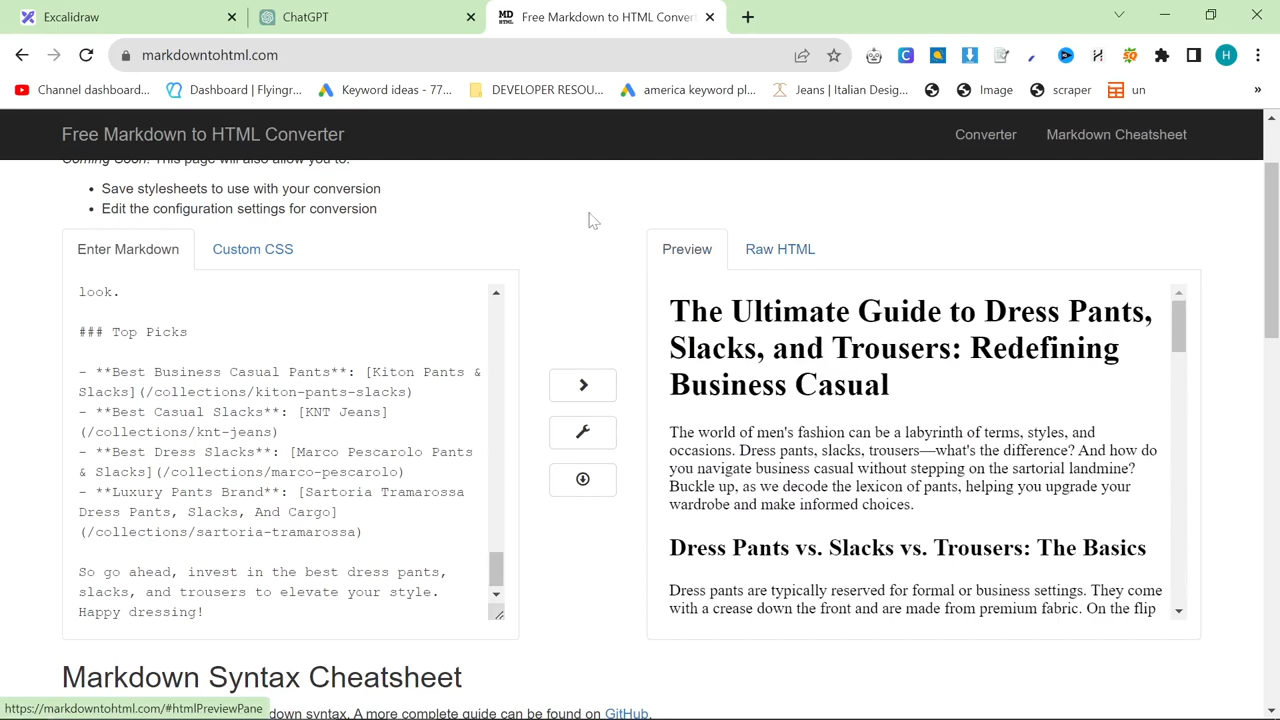 Excalidraw
ChatGPT
MD HTML Free Markdown to HTML Convert
markdowntohtml.com
H
Channel dashboard...
Dashboard | Flyingr...
Keyword ideas - 77...
DEVELOPER RESOU...
america keyword pl...
Jeans | Italian Desig...
Image
scraper
un
»
Free Markdown to HTML Converter
Converter
Markdown Cheatsheet
Coming Soon! This page will also allow you to:
• Save stylesheets to use with your conversion
• Edit the configuration settings for conversion
Enter Markdown
Custom CSS
look.
### Top Picks
- **Best Business Casual Pants**: [Kiton Pants &
Slacks](/collections/kiton-pants-slacks)
- **Best Casual Slacks**: [KNT Jeans]
(/collections/knt-jeans)
- **Best Dress Slacks**: [Marco Pescarolo Pants
& Slacks](/collections/marco-pescarolo)
- **Luxury Pants Brand**: [Sartoria Tramarossa
Dress Pants, Slacks, And Cargo]
(/collections/sartoria-tramarossa)
So go ahead, invest in the best dress pants,
slacks, and trousers to elevate your style.
Happy dressing!
Preview
Raw HTML
The Ultimate Guide to Dress Pants,
Slacks, and Trousers: Redefining
Business Casual
The world of men's fashion can be a labyrinth of terms, styles, and
occasions. Dress pants, slacks, trousers—what's the difference? And how do
you navigate business casual without stepping on the sartorial landmine?
Buckle up, as we decode the lexicon of pants, helping you upgrade your
wardrobe and make informed choices.
Dress Pants vs. Slacks vs. Trousers: The Basics
Dress pants are typically reserved for formal or business settings. They come
with a crease down the front and are made from premium fabric. On the flip
Markdown Syntax Cheatsheet
down syntax. A more complete guide can be found on GitHub.
https://markdowntohtml.com/#htmlPreviewPane